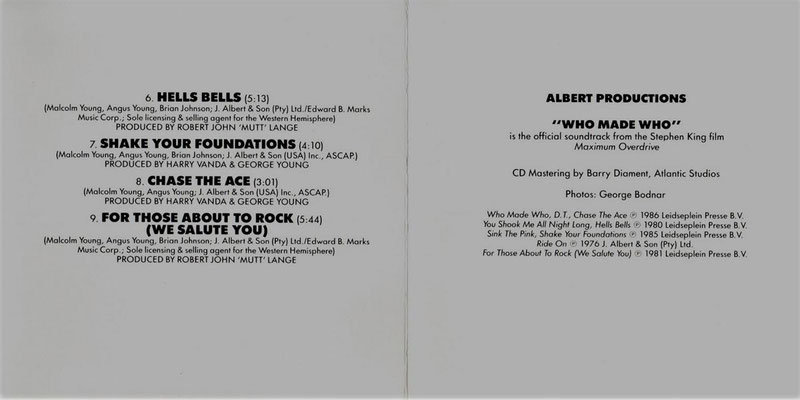 6. HELLS BELLS (5:13)
(Malcolm Young, Angus Young, Brian Johnson; J. Albert & Son (Pty) Ltd./Edward B. Marks
Music Corp.; Sole licensing & selling agent for the Western Hemisphere)
PRODUCED BY ROBERT JOHN 'MUTT' LANGE
7. SHAKE YOUR FOUNDATIONS (4:10)
(Malcolm Young, Angus Young, Brian Johnson; J. Albert & Son (USA) Inc., ASCAP.)
PRODUCED BY HARRY VANDA & GEORGE YOUNG
8. CHASE THE ACE (3:01)
(Malcolm Young, Angus Young; J. Albert & Son (USA) Inc., ASCAP.)
PRODUCED BY HARRY VANDA & GEORGE YOUNG
9. FOR THOSE ABOUT TO ROCK (5:44)
(WE SALUTE YOU)
(Malcolm Young, Angus Young, Brian Johnson; J. Albert & Son (Pty) Ltd./Edward B. Marks
Music Corp.; Sole licensing & selling agent for the Western Hemisphere)
PRODUCED BY ROBERT JOHN 'MUTT' LANGE
ALBERT PRODUCTIONS
"WHO MADE WHO"
is the official soundtrack from the Stephen King film
Maximum Overdrive
CD Mastering by Barry Diament, Atlantic Studios
Photos: George Bodnar
Who Made Who, D.T., Chase The Ace ℗ 1986 Leidseplein Presse B.V.
You Shook Me All Night Long, Hells Bells ℗ 1980 Leidseplein Presse B.V.
Sink The Pink, Shake Your Foundations ℗ 1985 Leidseplein Presse B.V.
Ride On ℗ 1976 J. Albert & Son (Pty) Ltd.
For Those About To Rock (We Salute You) ℗ 1981 Leidseplein Presse B.V.